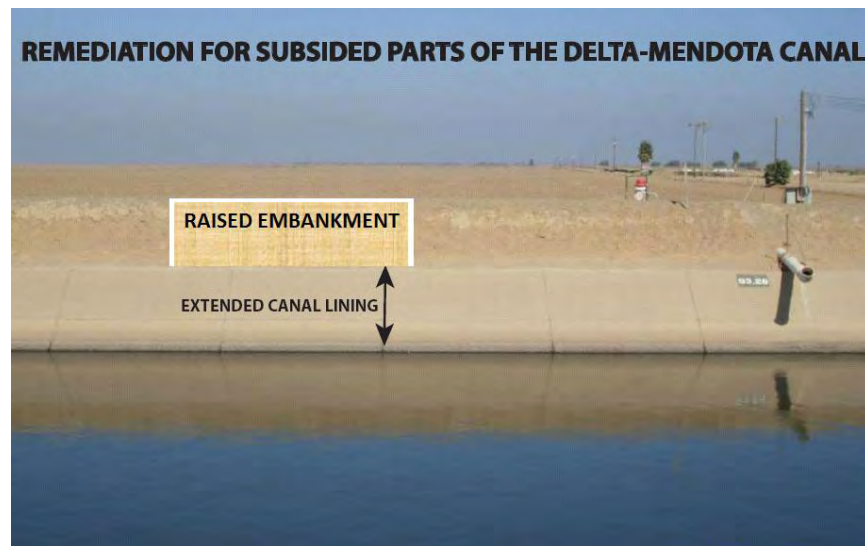 REMEDIATION FOR SUBSIDED PARTS OF THE DELTA-MENDOTA CANAL
RAISED EMBANKMENT
EXTENDED CANAL LINING